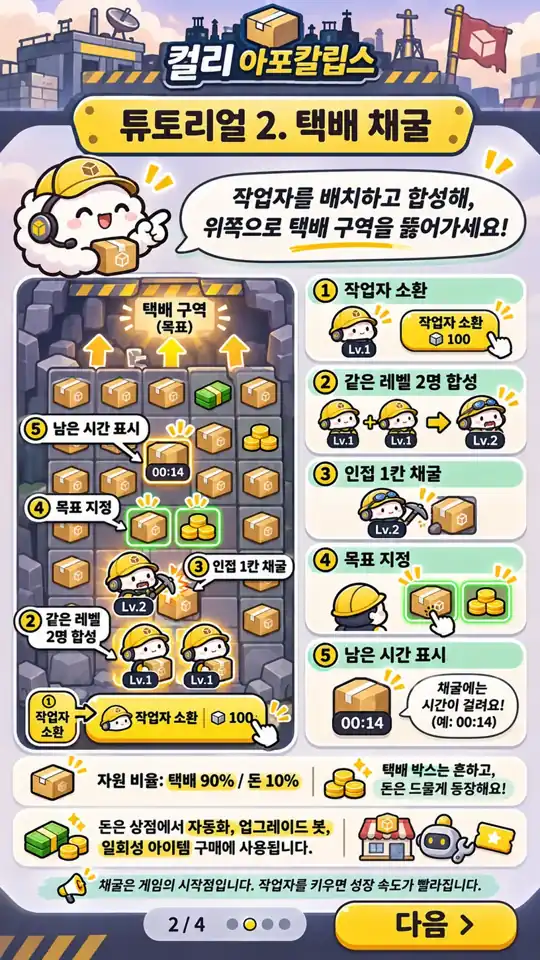 컬리 아포칼립스
튜토리얼 2. 택배 채굴
작업자를 배치하고 합성해,
위쪽으로 택배 구역을 뚫어가세요!
택배 구역
(목표)
5 남은 시간 표시
00:14
4 목표 지정
3 인접 1칸 채굴
Lv.2
2 같은 레벨
2명 합성
Lv.1
Lv.1
1
작업자
소환
작업자 소환 | 100
1 작업자 소환
Lv.1
작업자 소환
100
2 같은 레벨 2명 합성
Lv.1 + Lv.1
Lv.2
3 인접 1칸 채굴
Lv.2
4 목표 지정
5 남은 시간 표시
00:14
채굴에는
시간이 걸려요!
(예: 00:14)
자원 비율: 택배 90% / 돈 10%
택배 박스는 흔하고,
돈은 드물게 등장해요!
돈은 상점에서 자동화, 업그레이드 봇,
일회성 아이템 구매에 사용됩니다.
채굴은 게임의 시작점입니다. 작업자를 키우면 성장 속도가 빨라집니다.
2/4
다음 >